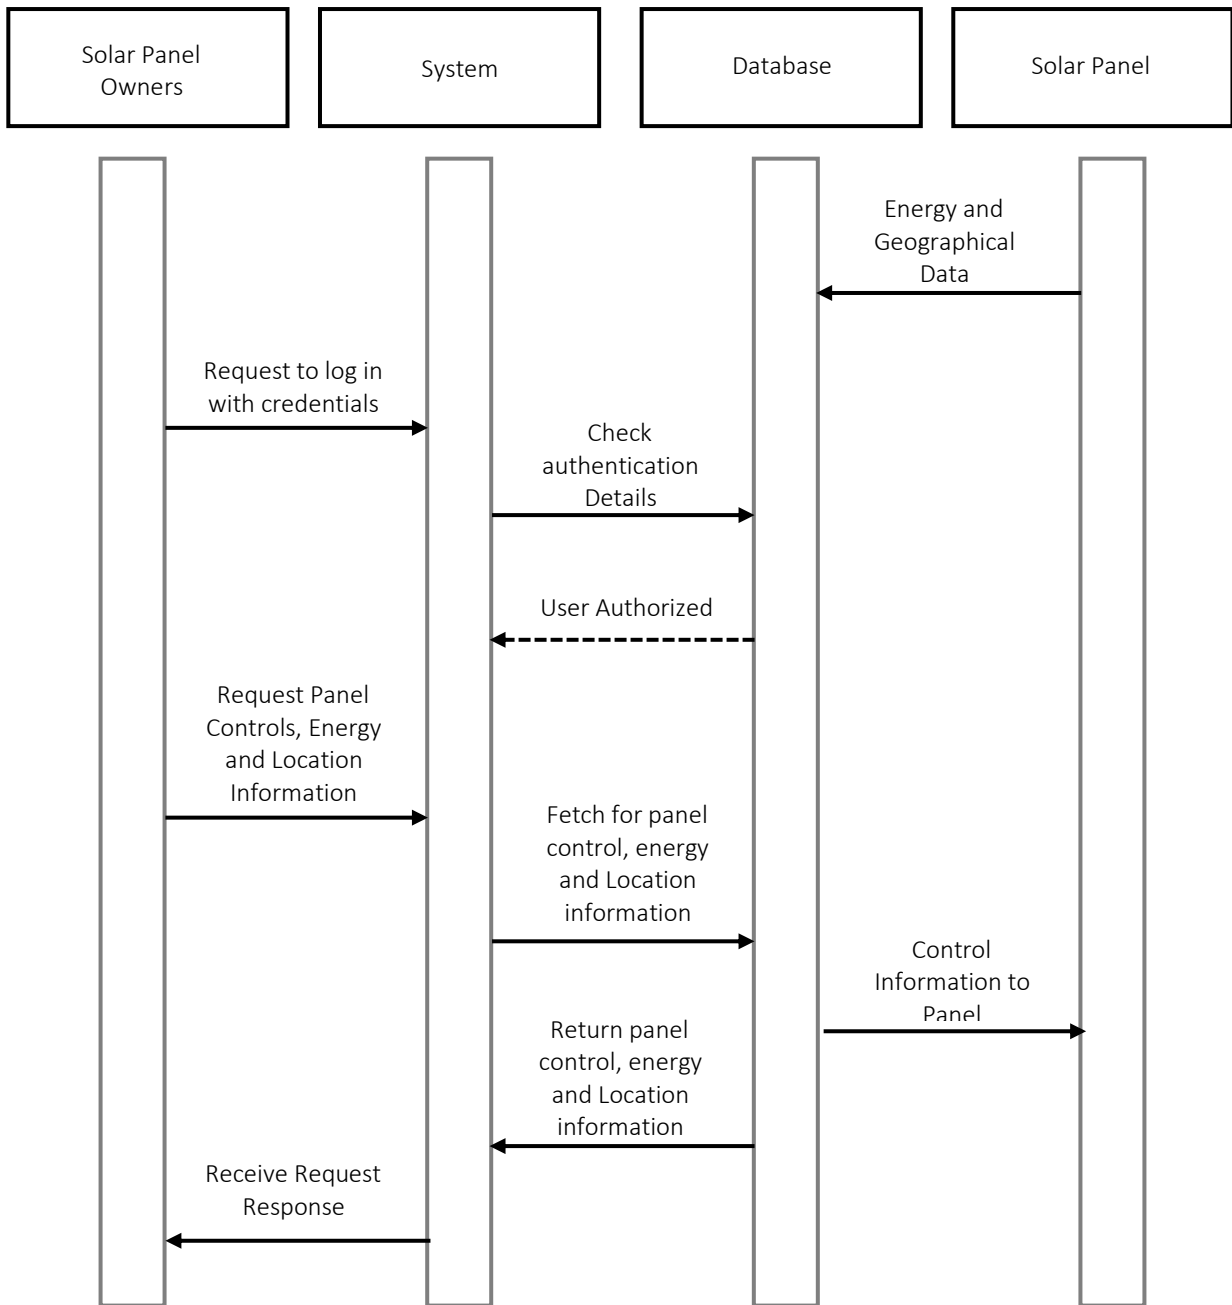 Solar Panel
Owners
System
Database
Solar Panel
Energy and
Geographical
Data
Request to log in
with credentials
Check
authentication
Details
User Authorized
Request Panel
Controls, Energy
and Location
Information
Fetch for panel
control, energy
and Location
information
Control
Information to
Panel
Return panel
control, energy
and Location
information
Receive Request
Response